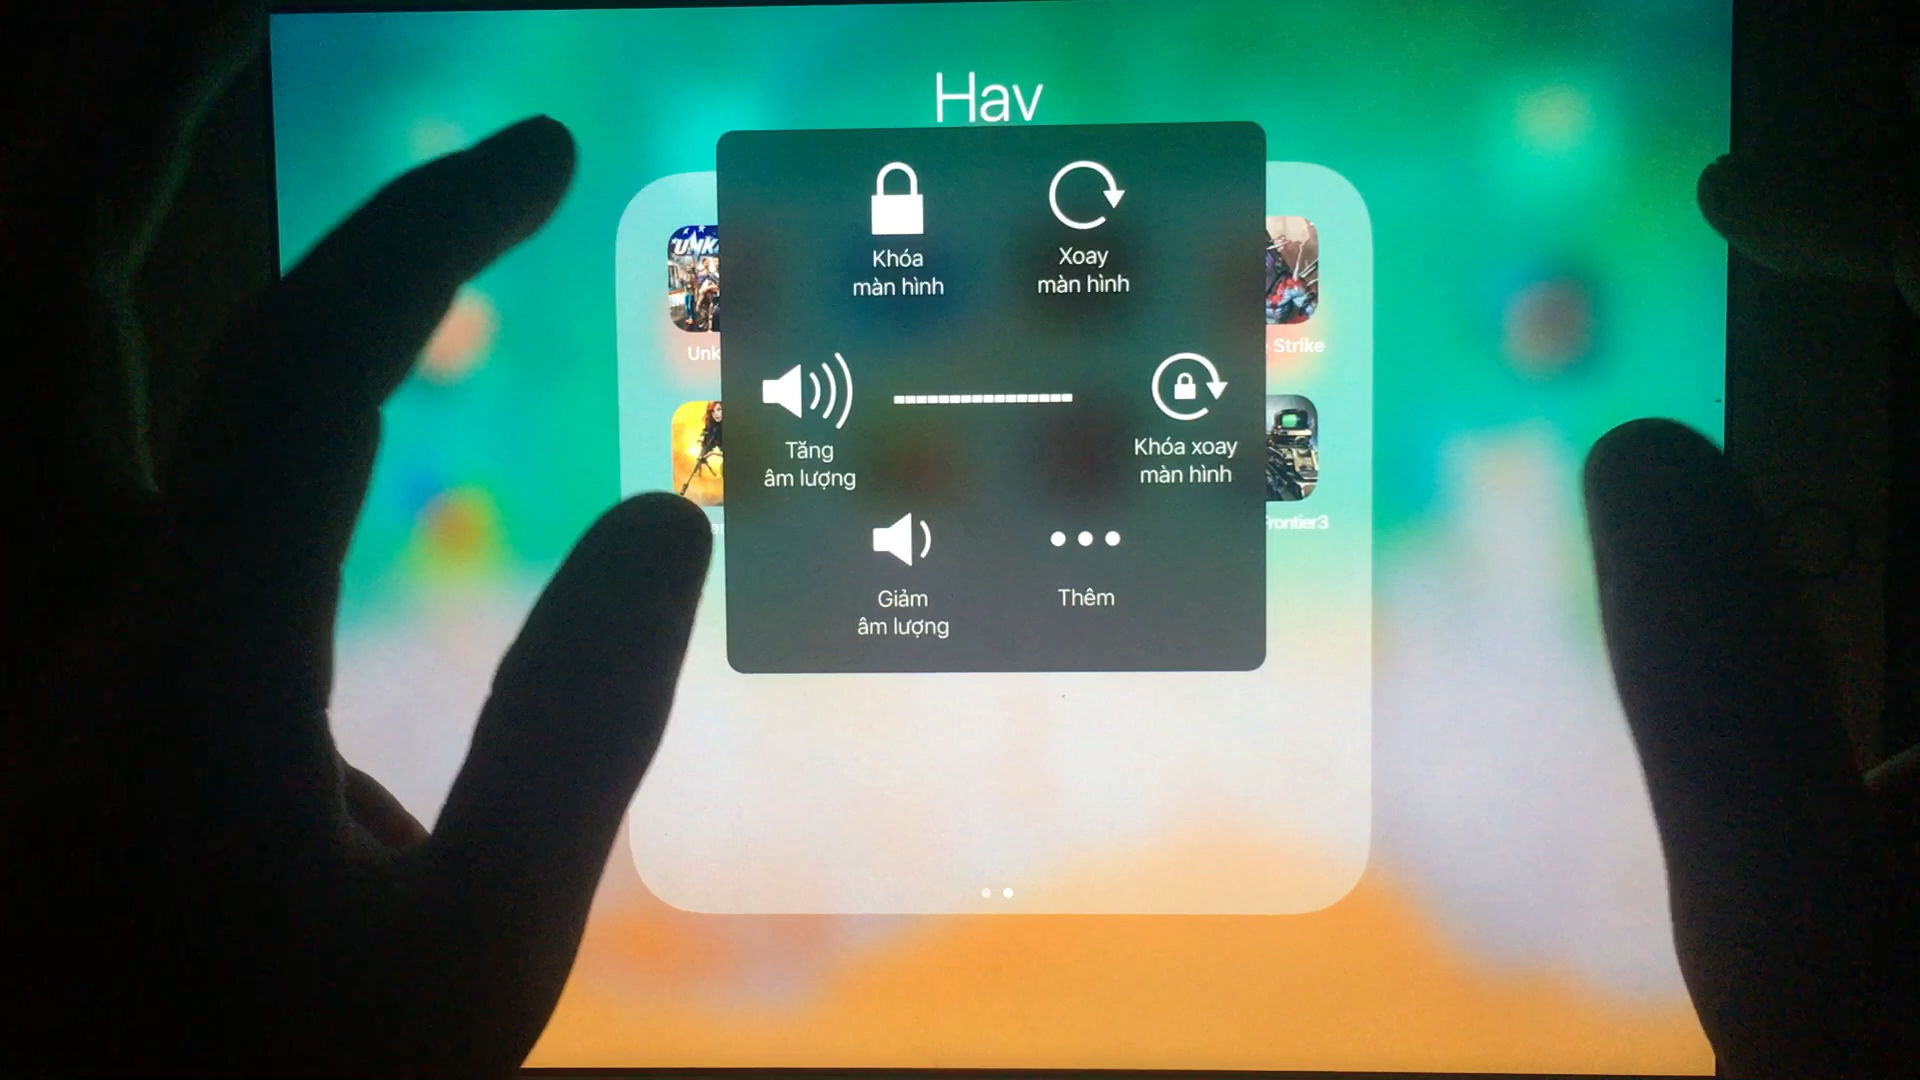 Hav
Khóa
màn hình
Xoay
màn hình
Strike
Tăng
âm lượng
Khóa xoay
màn hình
Frontier3
Giảm
âm lượng
Thêm